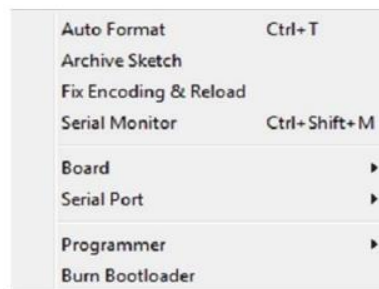 Auto Format Ctrl+T
Archive Sketch
Fix Encoding & Reload
Serial Monitor Ctrl+Shift+M
Board
Serial Port
Programmer
Burn Bootloader